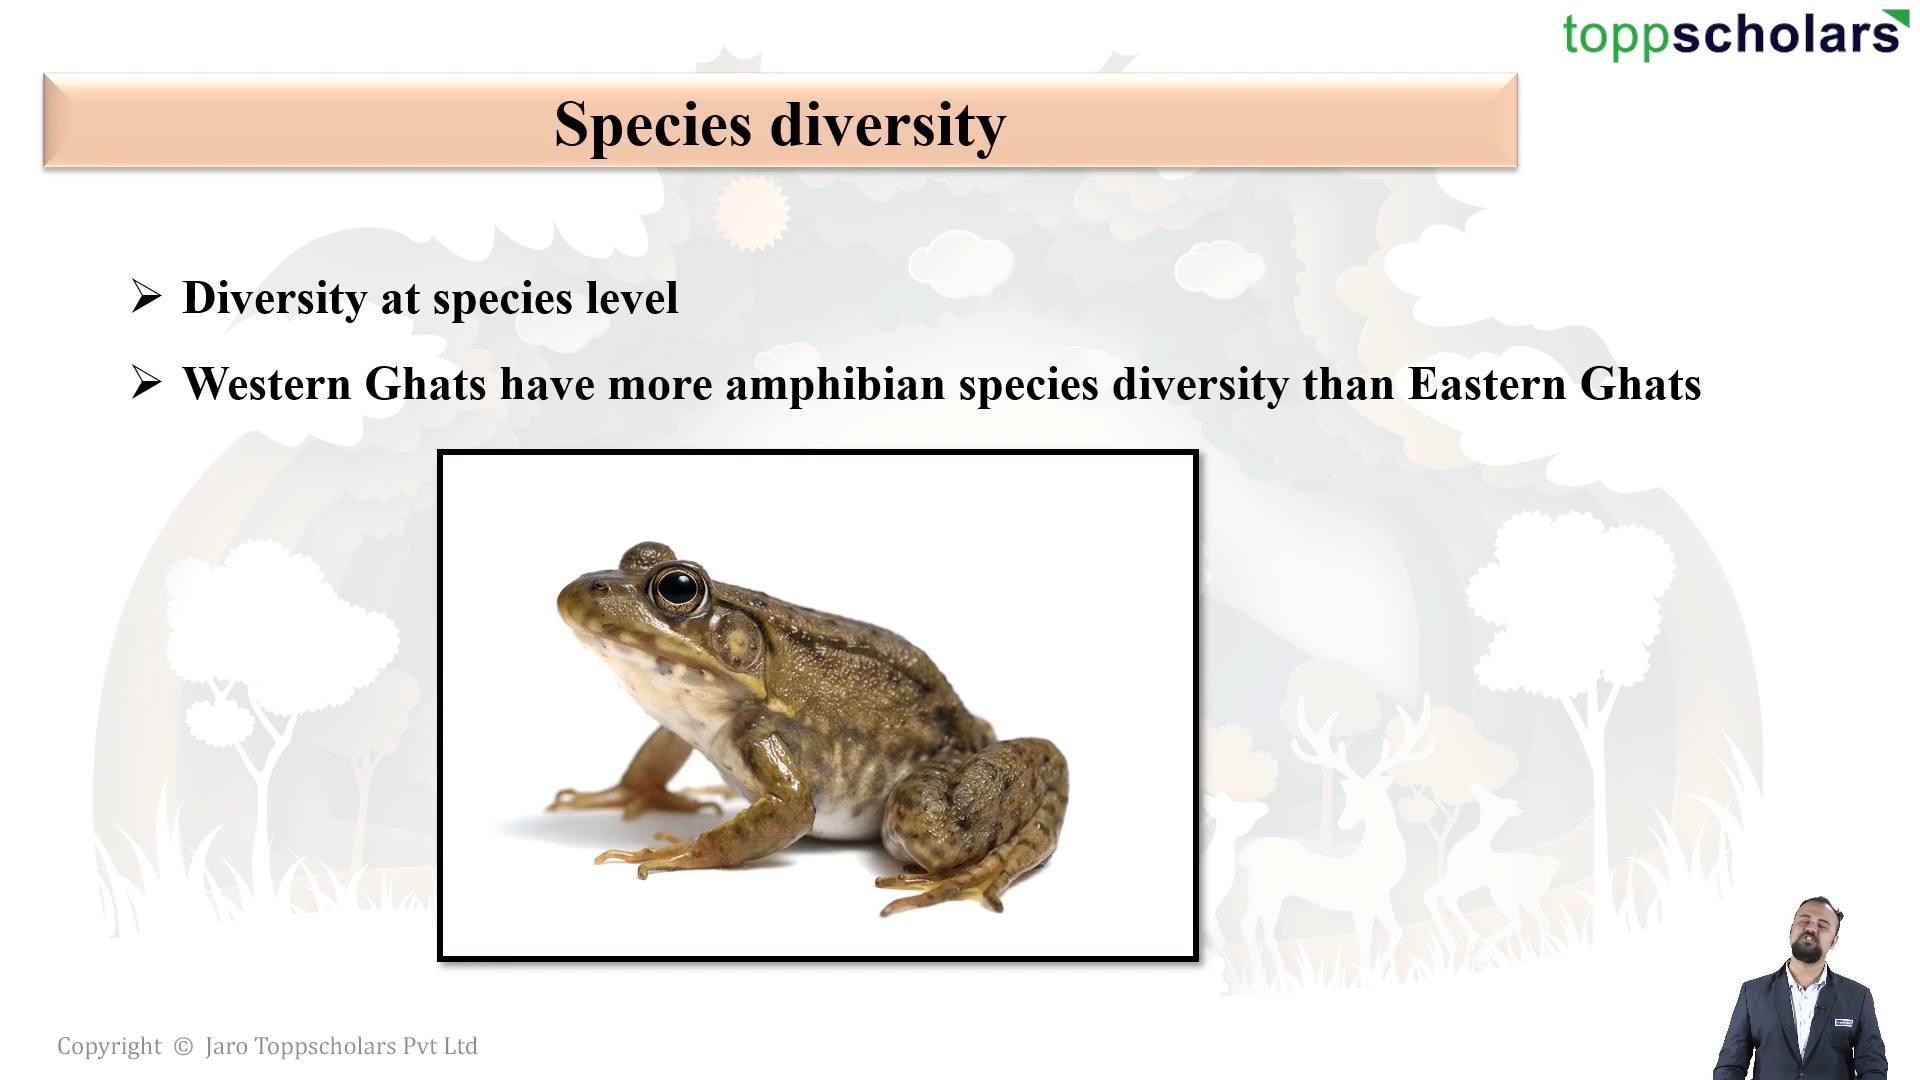 toppscholars
Species diversity
➢ Diversity at species level
➢ Western Ghats have more amphibian species diversity than Eastern Ghats
Copyright © Jaro Toppscholars Pvt Ltd